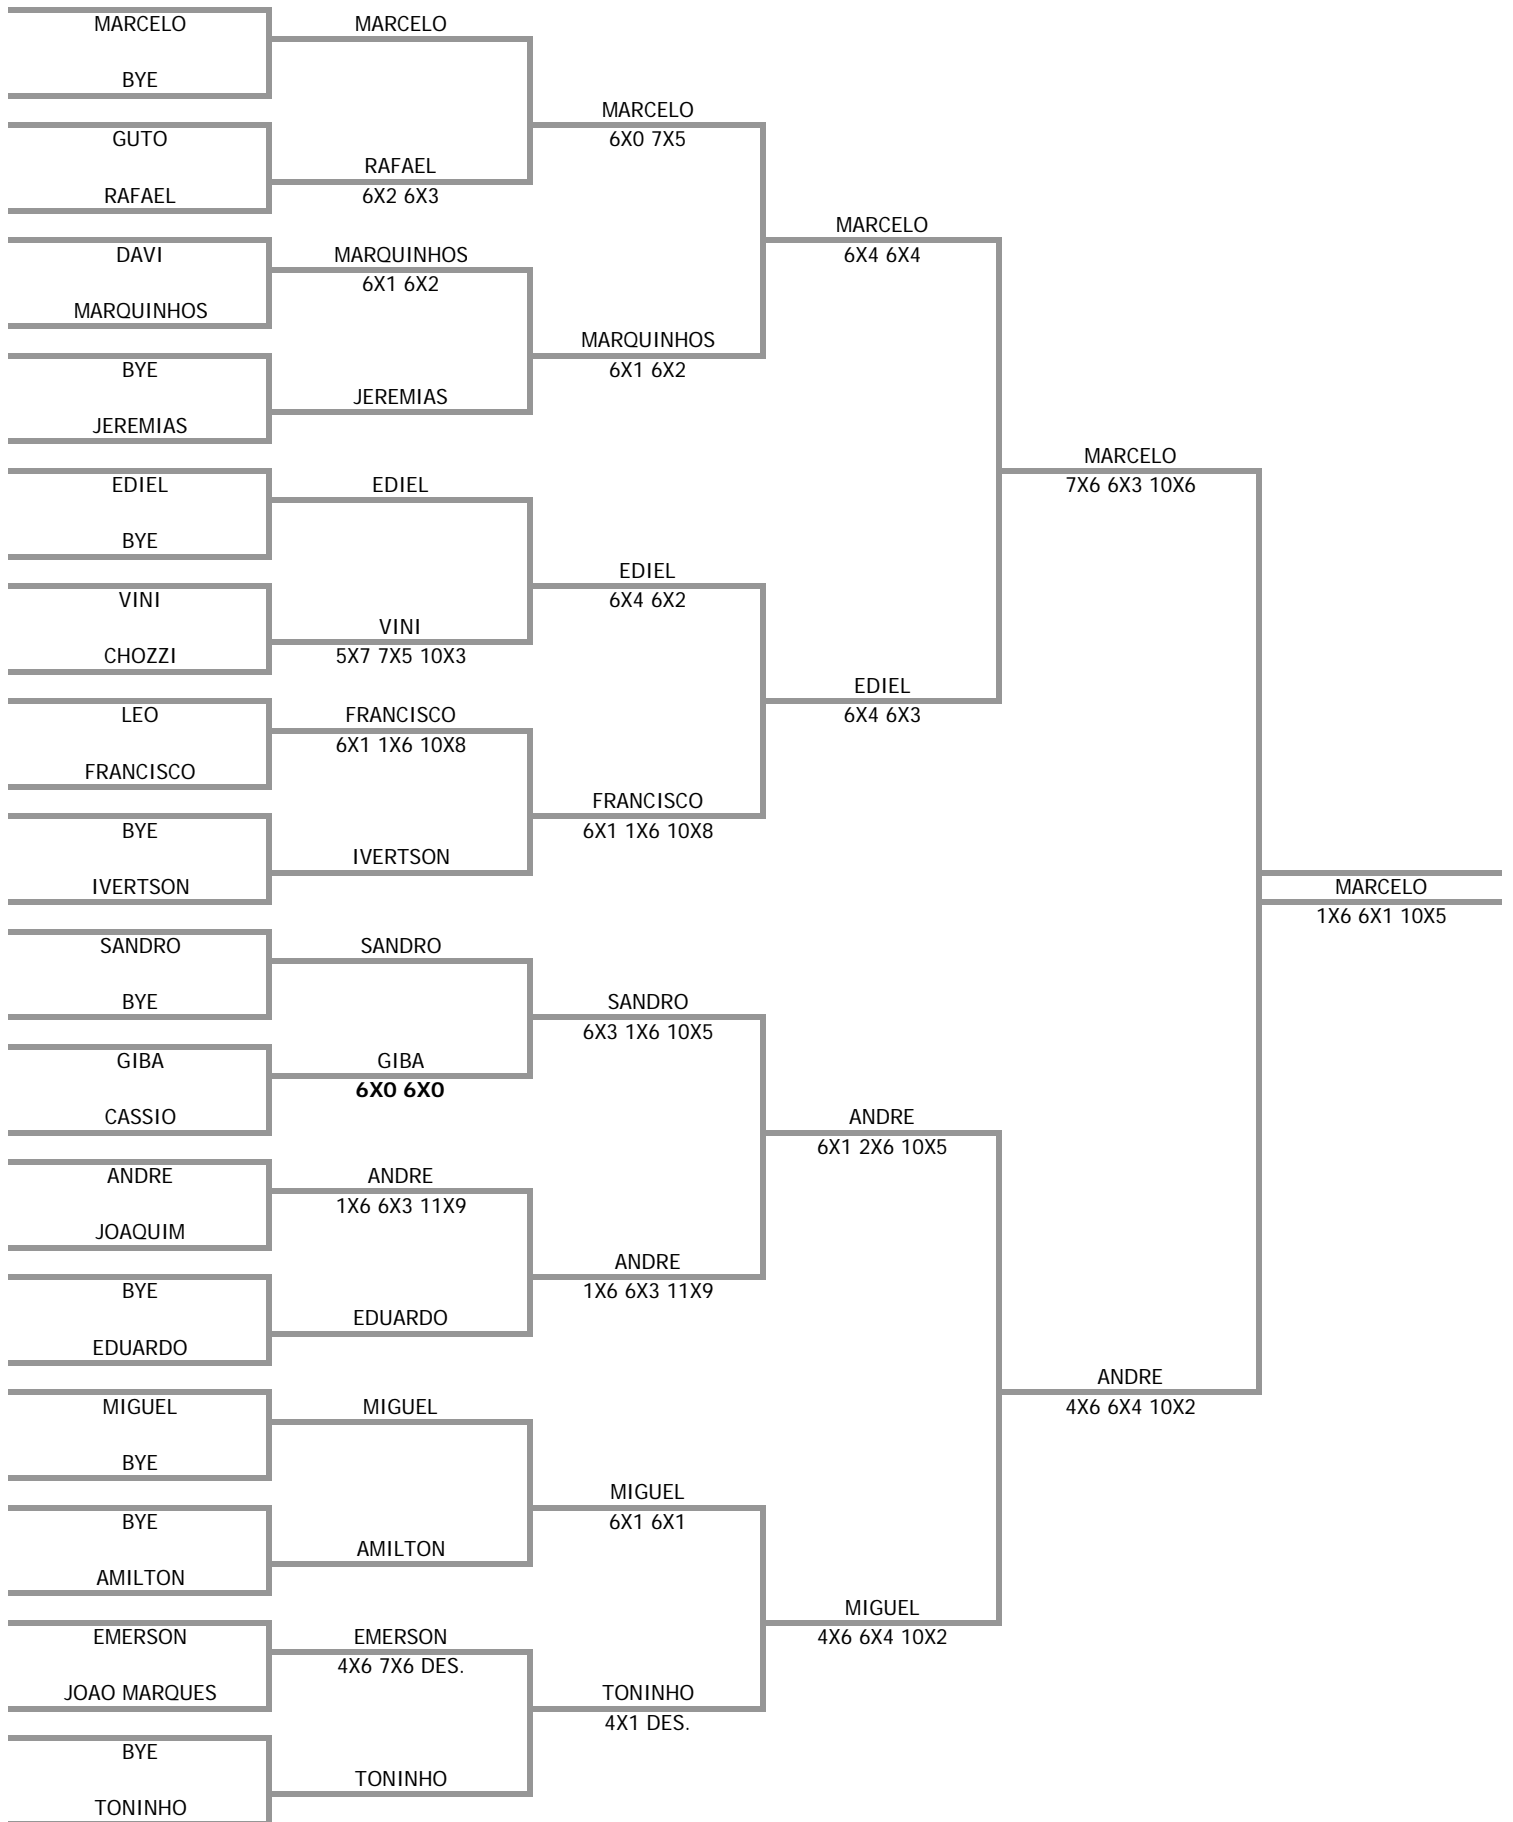 MARCELO
BYE
GUTO
RAFAEL
DAVI
MARQUINHOS
BYE
JEREMIAS
EDIEL
BYE
VINI
CHOZZI
LEO
FRANCISCO
BYE
IVERTSON
SANDRO
BYE
GIBA
CASSIO
ANDRE
JOAQUIM
BYE
EDUARDO
MIGUEL
BYE
BYE
AMILTON
EMERSON
JOAO MARQUES
BYE
TONINHO
MARCELO
RAFAEL
6X2 6X3
MARQUINHOS
6X1 6X2
JEREMIAS
EDIEL
VINI
5X7 7X5 10X3
FRANCISCO
6X1 1X6 10X8
IVERTSON
SANDRO
GIBA
6X0 6X0
ANDRE
1X6 6X3 11X9
EDUARDO
MIGUEL
AMILTON
EMERSON
4X6 7X6 DES.
TONINHO
MARCELO
6X0 7X5
MARQUINHOS
6X1 6X2
EDIEL
6X4 6X2
FRANCISCO
6X1 1X6 10X8
SANDRO
6X3 1X6 10X5
ANDRE
1X6 6X3 11X9
MIGUEL
6X1 6X1
TONINHO
4X1 DES.
MARCELO
6X4 6X4
EDIEL
6X4 6X3
ANDRE
6X1 2X6 10X5
MIGUEL
4X6 6X4 10X2
MARCELO
7X6 6X3 10X6
ANDRE
4X6 6X4 10X2
MARCELO
1X6 6X1 10X5